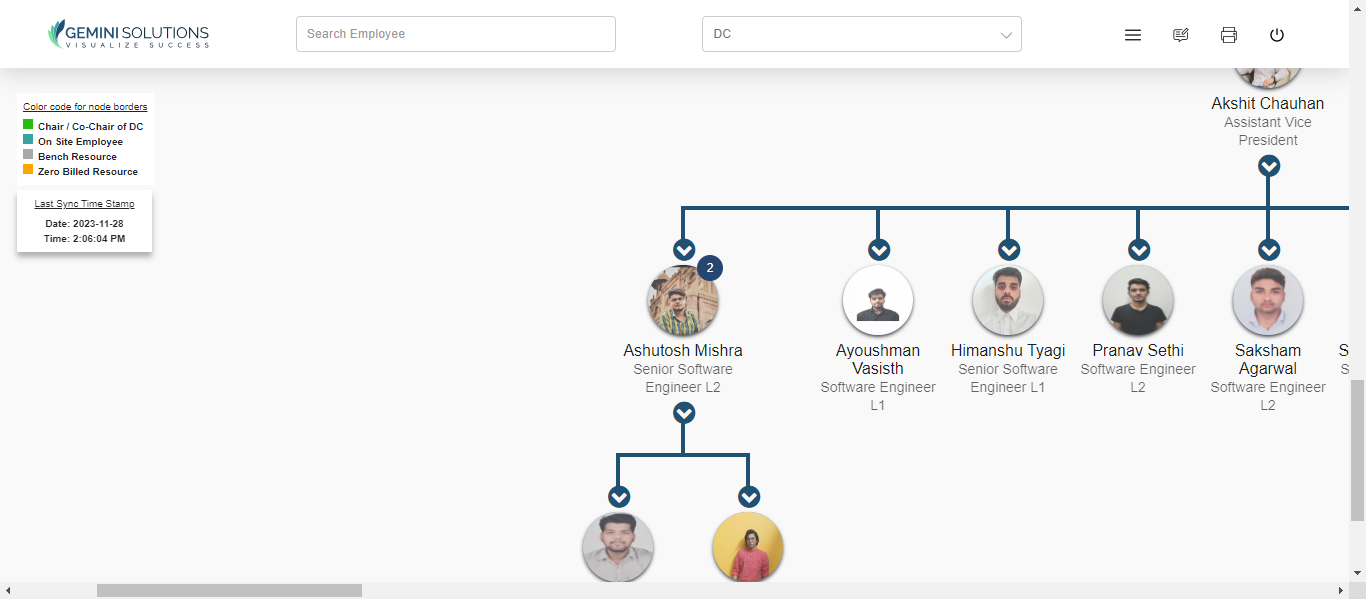 GEMINI SOLUTIONS
VISUALIZE SUCCESS
Search Employee
DC
Color code for node borders
Chair / Co-Chair of DC
On Site Employee
Bench Resource
Zero Billed Resource
Last Sync Time Stamp
Date: 2023-11-28
Time: 2:06:04 PM
Akshit Chauhan
Assistant Vice
President
2
Ashutosh Mishra
Senior Software
Engineer L2
Ayoushman
Vasisth
Software Engineer
L1
Himanshu Tyagi
Senior Software
Engineer L1
Pranav Sethi
Software Engineer
L2
Saksham
Agarwal
Software Engineer
L2